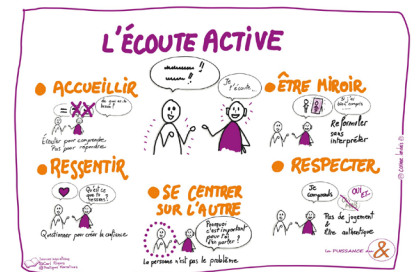 L'ÉCOUTE ACTIVE
ACCUEILLIR
Écouter pour comprendre
Pas pour répondre.
RESSENTIR
Qu'est ce
que tu
ressens?
Questionner pour créer la confiance
!!
!!
Je
t'écoute...
SE CENTRER
SUR L'AUTRE
Pourquoi
c'est important
pour toi
d'en parler ?
La personne n'est pas le problème
ÊTRE MIROIR
Si j'ai
bien compris
Reformuler
sans
interpréter
RESPECTER
Je
comprends
OUI ET..
Pas de jugement
& être
authentique
La PUISSANCE du &